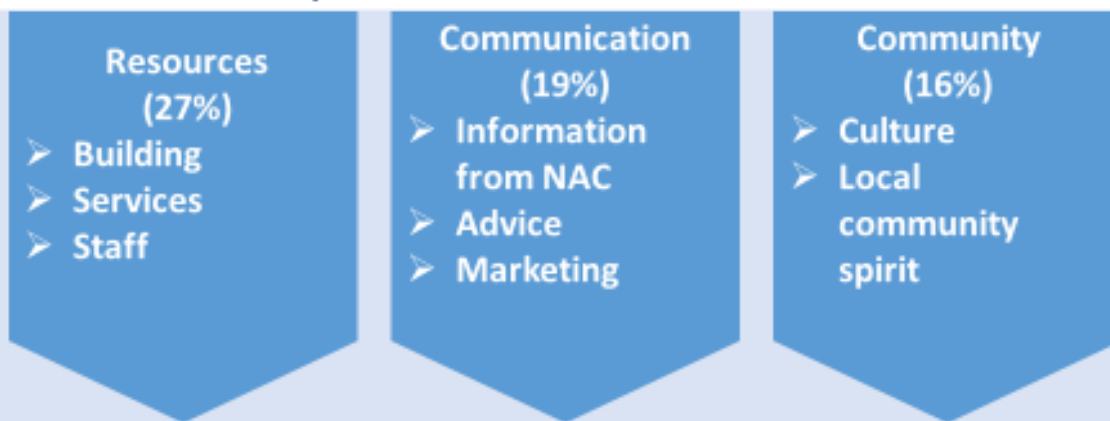 Resources
(27%)
➢ Building
➢ Services
➢ Staff
Communication
(19%)
➢ Information
from NAC
➢ Advice
➢ Marketing
Community
(16%)
➢ Culture
➢ Local
community
spirit